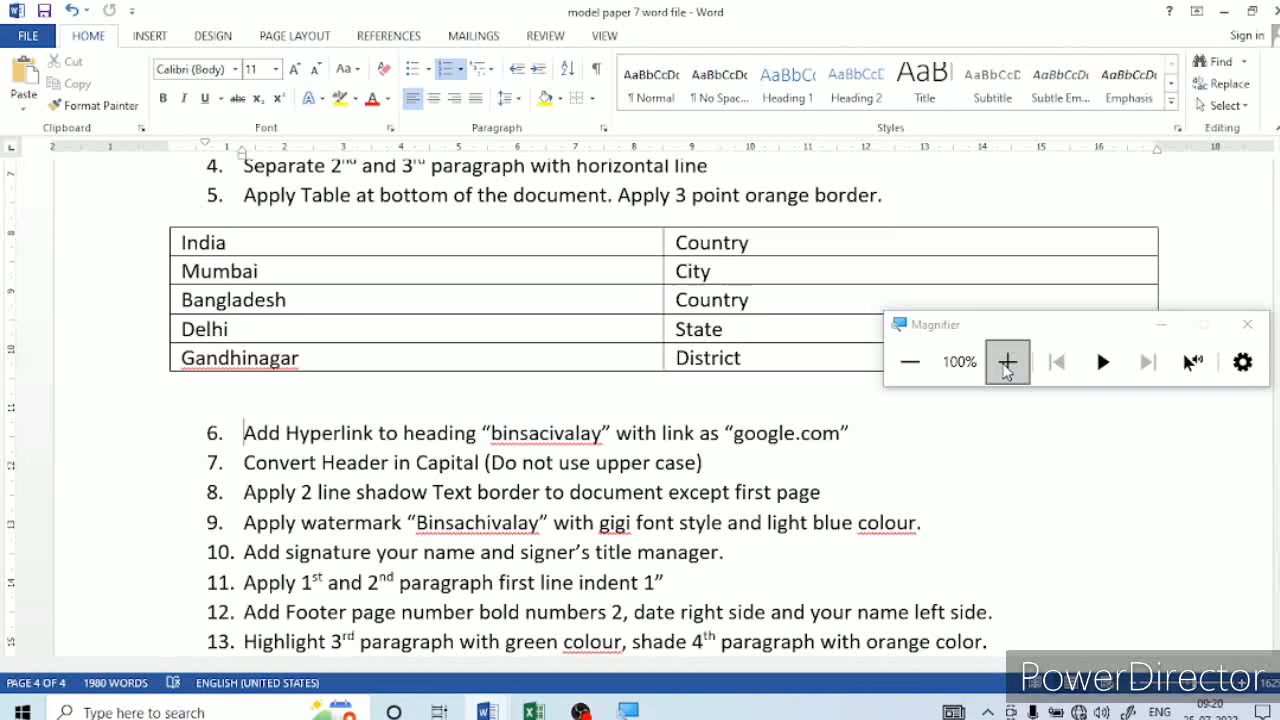 model paper 7 word file - Word
Sign in
FILE HOME INSERT DESIGN PAGE LAYOUT REFERENCES MAILINGS REVIEW VIEW
Paste
Cut
Copy
Format Painter
Clipboard
Calibri (Body) 11
Font
Paragraph
AaBbCcDc AaBbCcDc AaBbCc AaBbCcC AaB AaBbCcC AaBbCcDc AaBbCcDc
¶ Normal ¶ No Spac... Heading 1 Heading 2 Title Subtitle Subtle Em... Emphasis
Styles
Find
Replace
Select
Editing
4. Separate 2nd and 3rd paragraph with horizontal line
5. Apply Table at bottom of the document. Apply 3 point orange border.
India Country
Mumbai City
Bangladesh Country
Delhi State
Gandhinagar District
Magnifier
100%
6. Add Hyperlink to heading “binsacivalay” with link as “google.com”
7. Convert Header in Capital (Do not use upper case)
8. Apply 2 line shadow Text border to document except first page
9. Apply watermark “Binsachivalay” with gigi font style and light blue colour.
10. Add signature your name and signer’s title manager.
11. Apply 1st and 2nd paragraph first line indent 1”
12. Add Footer page number bold numbers 2, date right side and your name left side.
13. Highlight 3rd paragraph with green colour, shade 4th paragraph with orange color.
PowerDirector
PAGE 4 OF 4 1980 WORDS ENGLISH (UNITED STATES)
Type here to search
ENG
09:20